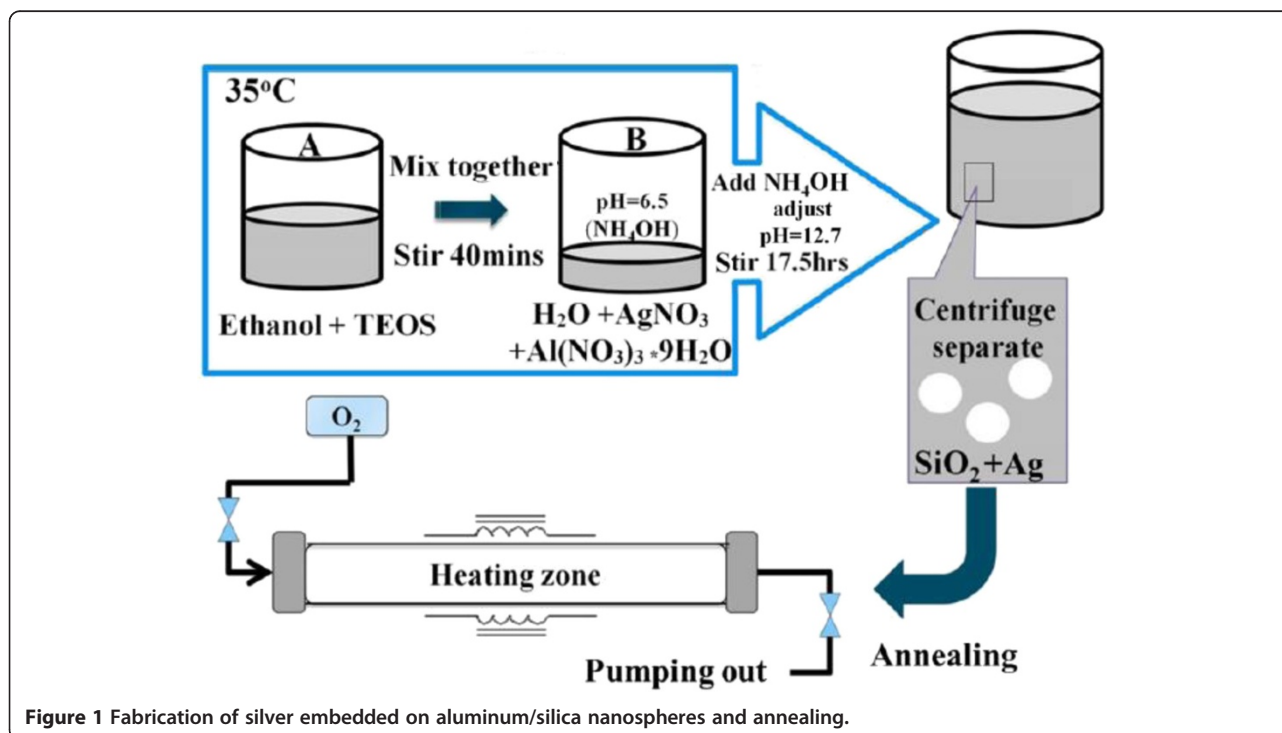 35°C
A
Mix together
Stir 40mins
Ethanol + TEOS
B
pH=6.5
(NH₄OH)
H₂O +AgNO₃
+Al(NO₃)₃ *9H₂O
Add NH₄OH
adjust
pH=12.7
Stir 17.5hrs
Centrifuge
separate
SiO₂+Ag
O₂
Heating zone
Pumping out
Annealing
Figure 1 Fabrication of silver embedded on aluminum/silica nanospheres and annealing.